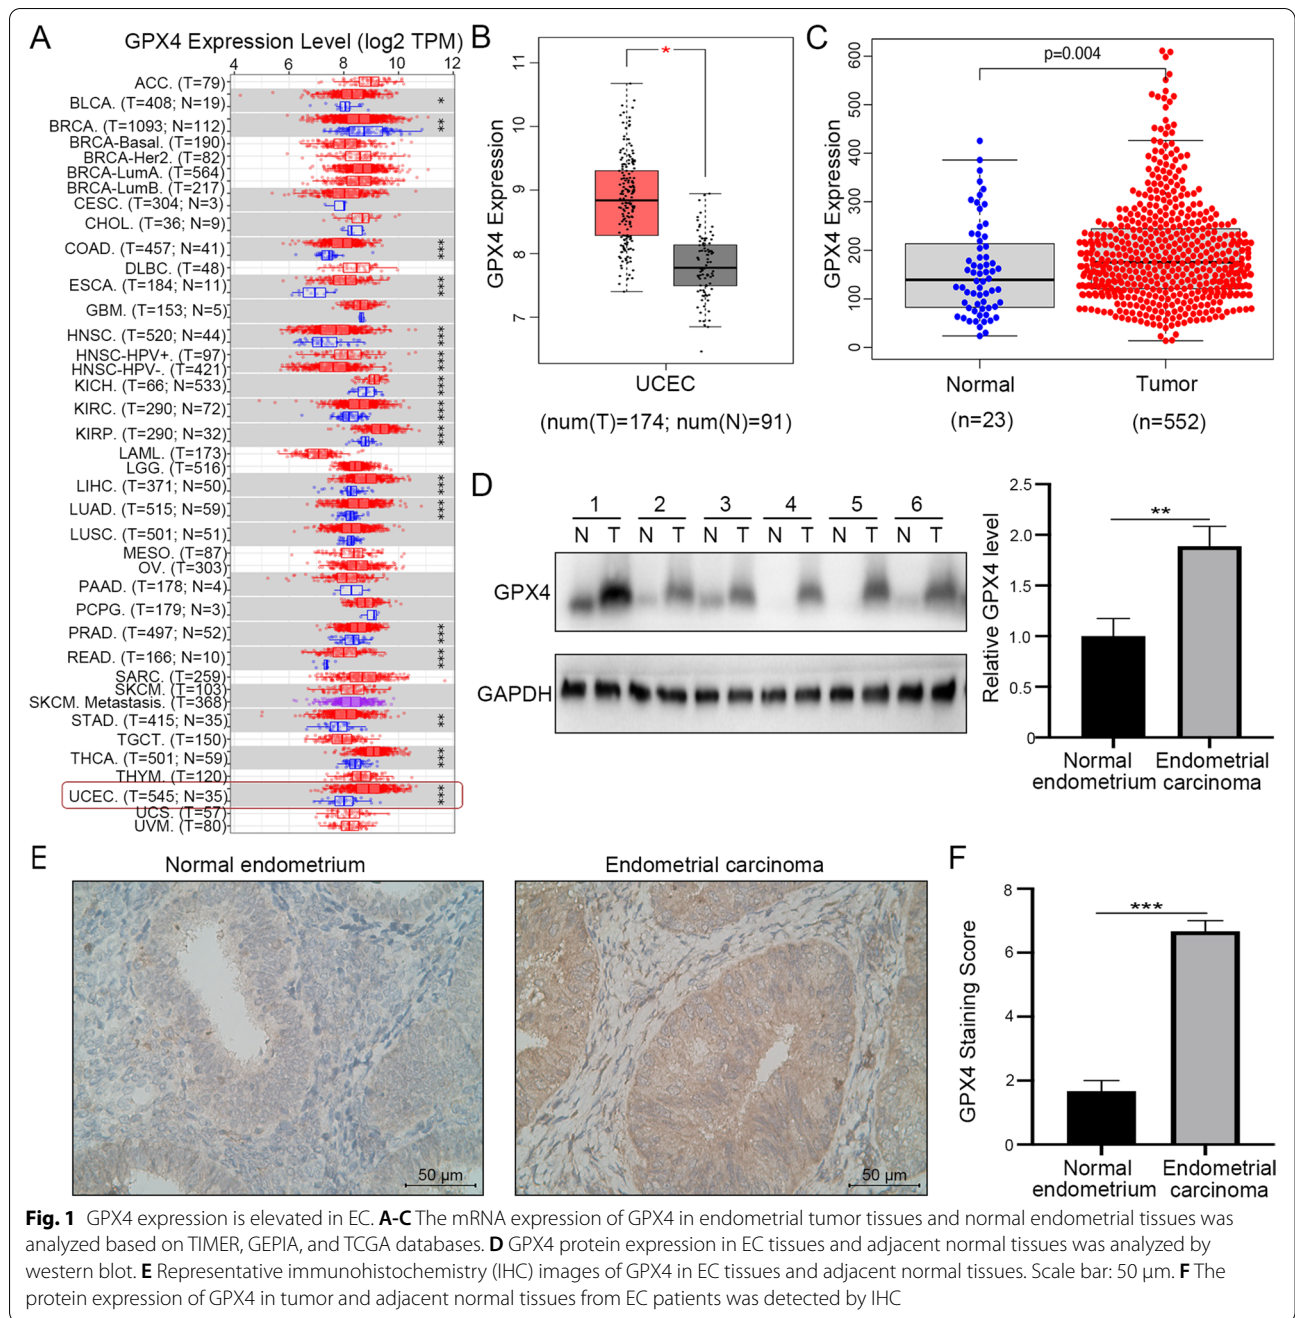 A
GPX4 Expression Level (log2 TPM)
4 6 8 10 12
ACC. (T=79)
BLCA. (T=408; N=19) *
BRCA. (T=1093; N=112) **
BRCA-Basal. (T=190)
BRCA-Her2. (T=82)
BRCA-LumA. (T=564)
BRCA-LumB. (T=217)
CESC. (T=304; N=3)
CHOL. (T=36; N=9)
COAD. (T=457; N=41) ***
DLBC. (T=48)
ESCA. (T=184; N=11) ***
GBM. (T=153; N=5)
HNSC. (T=520; N=44) ***
HNSC-HPV+. (T=97)
HNSC-HPV-. (T=421) ***
KICH. (T=66; N=533) ***
KIRC. (T=290; N=72) ***
KIRP. (T=290; N=32) ***
LAML. (T=173)
LGG. (T=516)
LIHC. (T=371; N=50) ***
LUAD. (T=515; N=59) ***
LUSC. (T=501; N=51)
MESO. (T=87)
OV. (T=303)
PAAD. (T=178; N=4)
PCPG. (T=179; N=3)
PRAD. (T=497; N=52) ***
READ. (T=166; N=10) ***
SARC. (T=259)
SKCM. (T=103)
SKCM. Metastasis. (T=368)
STAD. (T=415; N=35) **
TGCT. (T=150)
THCA. (T=501; N=59) ***
THYM. (T=120)
UCEC. (T=545; N=35) ***
UCS. (T=57)
UVM. (T=80)
B
GPX4 Expression
11
10
9
8
7
*
UCEC
(num(T)=174; num(N)=91)
C
GPX4 Expression
600
500
400
300
200
100
0
p=0.004
Normal Tumor
(n=23) (n=552)
D
1 2 3 4 5 6
N T N T N T N T N T N T
GPX4
GAPDH
Relative GPX4 level
2.5
2.0
1.5
1.0
0.5
0
**
Normal Endometrial
endometrium carcinoma
E
Normal endometrium
Endometrial carcinoma
50 µm
50 µm
F
GPX4 Staining Score
8
6
4
2
0
***
Normal Endometrial
endometrium carcinoma
Fig. 1 GPX4 expression is elevated in EC. A-C The mRNA expression of GPX4 in endometrial tumor tissues and normal endometrial tissues was
analyzed based on TIMER, GEPIA, and TCGA databases. D GPX4 protein expression in EC tissues and adjacent normal tissues was analyzed by
western blot. E Representative immunohistochemistry (IHC) images of GPX4 in EC tissues and adjacent normal tissues. Scale bar: 50 µm. F The
protein expression of GPX4 in tumor and adjacent normal tissues from EC patients was detected by IHC